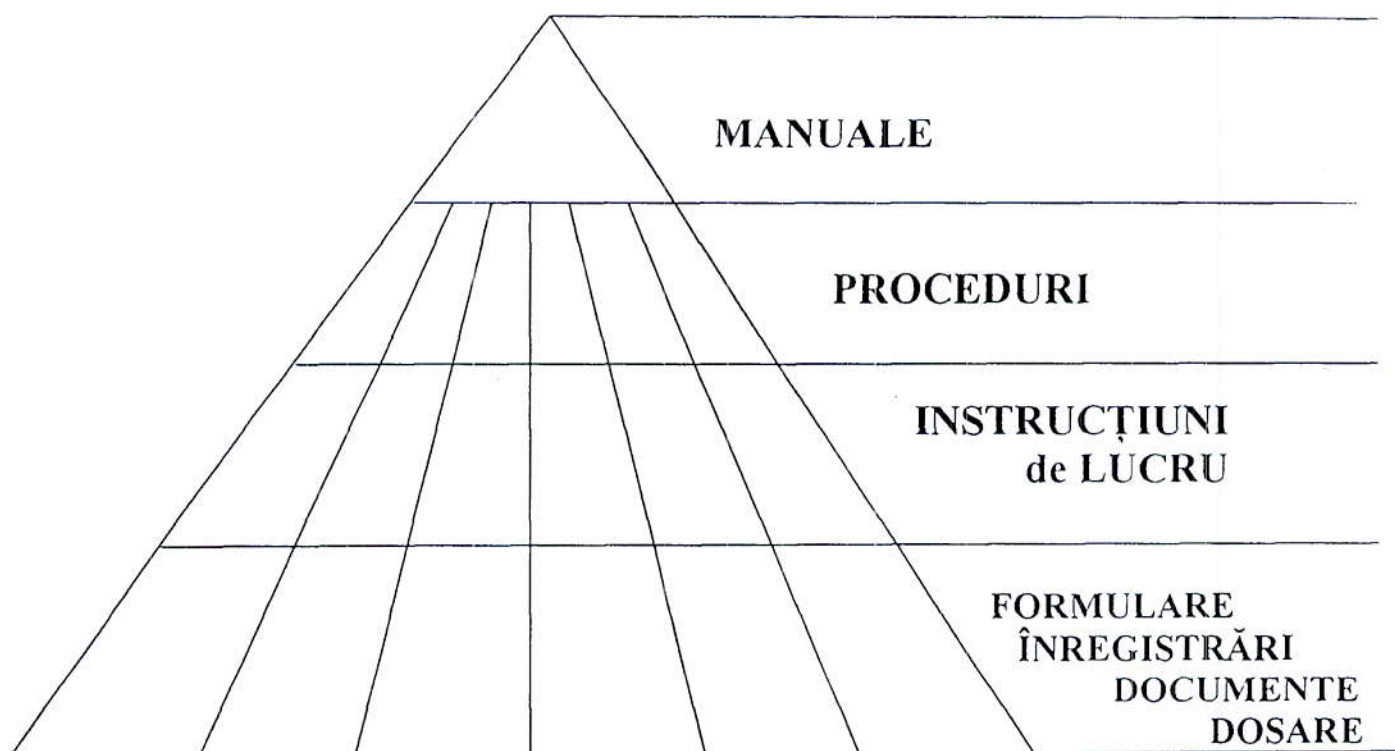 MANUALE
PROCEDURI
INSTRUCȚIUNI
de LUCRU
FORMULARE
ÎNREGISTRĂRI
DOCUMENTE
DOSARE